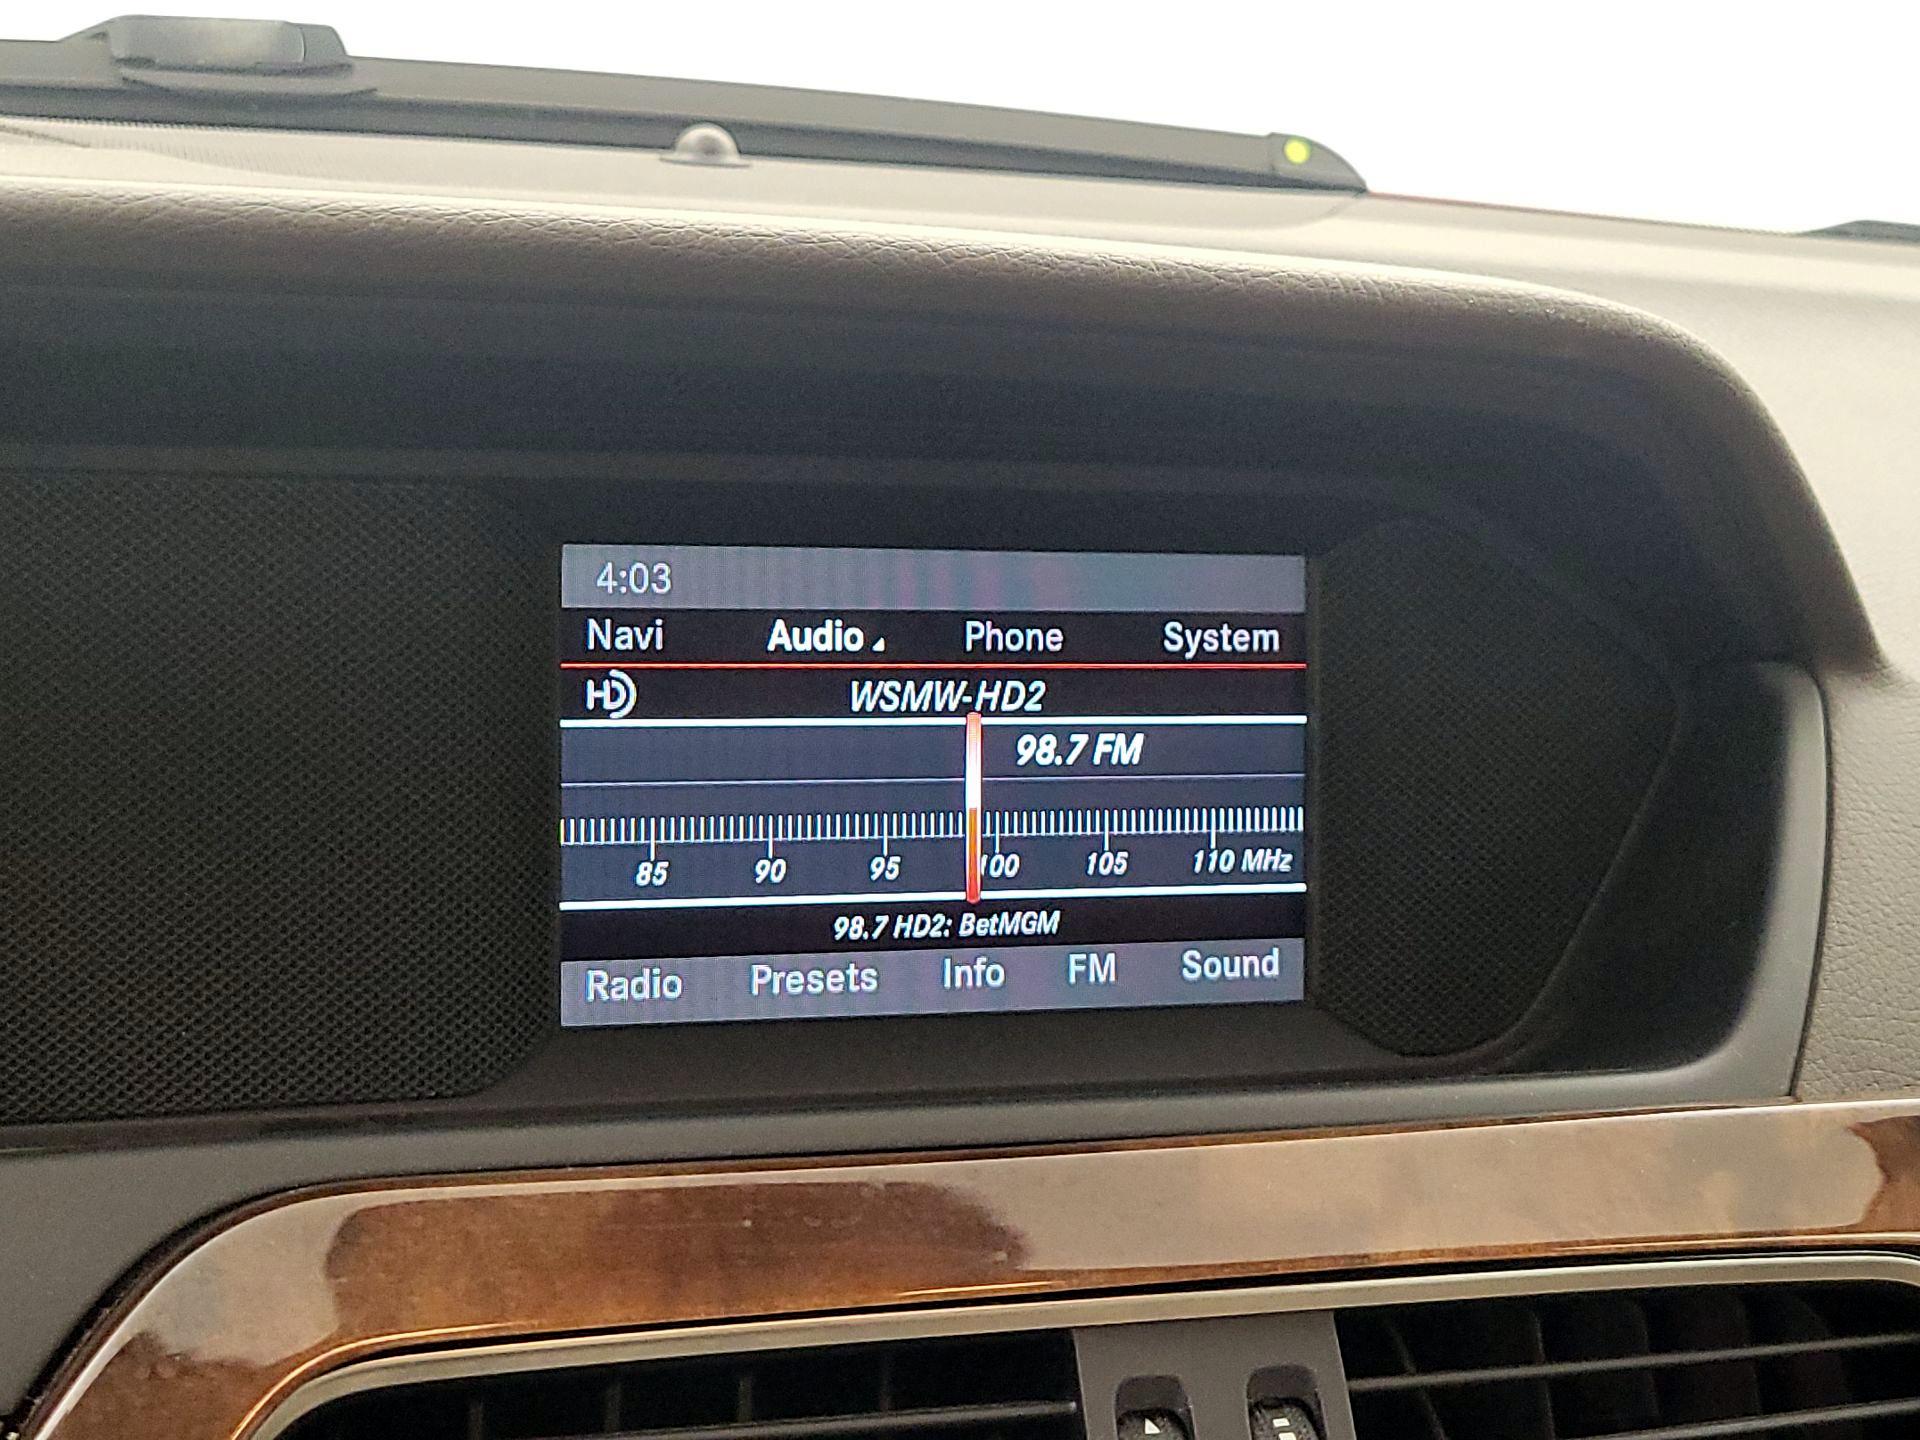 4:03
Navi Audio Phone System
HD WSMW-HD2
98.7 FM
85 90 95 100 105 110 MHz
98.7 HD2: BetMGM
Radio Presets Info FM Sound